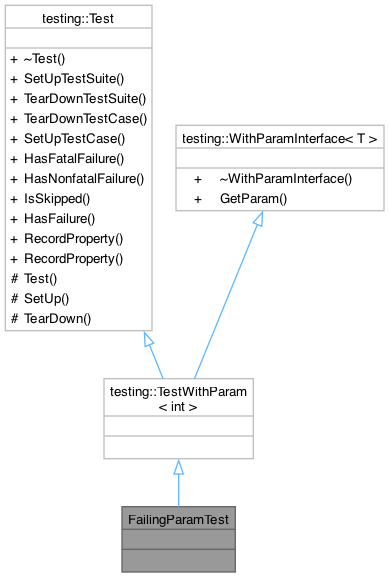 testing::Test
+ ~Test()
+ SetUpTestSuite()
+ TearDownTestSuite()
+ TearDownTestCase()
+ SetUpTestCase()
+ HasFatalFailure()
+ HasNonfatalFailure()
+ IsSkipped()
+ HasFailure()
+ RecordProperty()
+ RecordProperty()
# Test()
# SetUp()
# TearDown()
testing::WithParamInterface< T >
+ ~WithParamInterface()
+ GetParam()
testing::TestWithParam
< int >
FailingParamTest